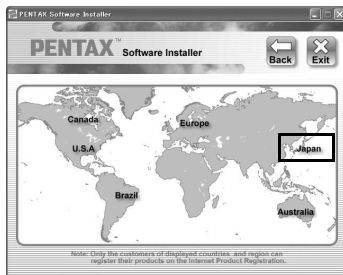 PENTAX Software Installer
PENTAX™ Software Installer
Back Exit
Canada
Europe
U.S.A
Japan
Brazil
Australia
Note: Only the customers of displayed countries and region can
register their products on the Internet Product Registration.